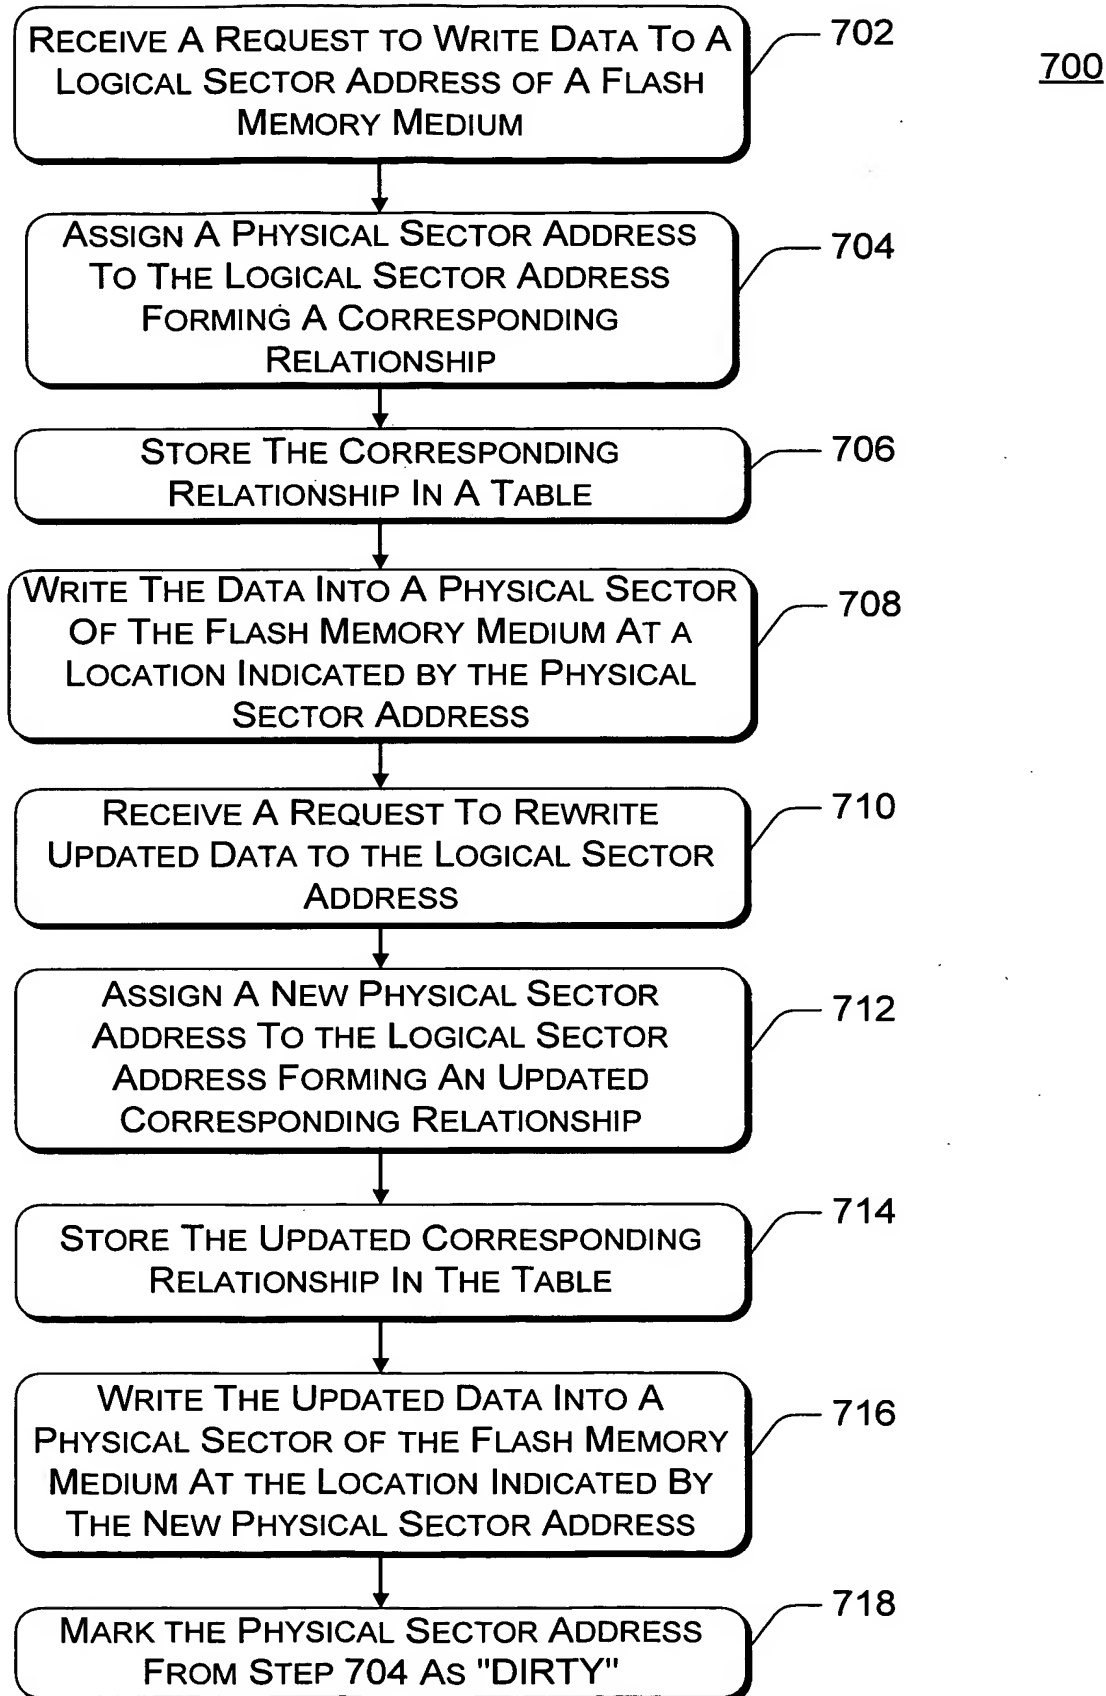 RECEIVE A REQUEST TO WRITE DATA TO A
LOGICAL SECTOR ADDRESS OF A FLASH
MEMORY MEDIUM
702
700
ASSIGN A PHYSICAL SECTOR ADDRESS
TO THE LOGICAL SECTOR ADDRESS
FORMING A CORRESPONDING
RELATIONSHIP
704
STORE THE CORRESPONDING
RELATIONSHIP IN A TABLE
706
WRITE THE DATA INTO A PHYSICAL SECTOR
OF THE FLASH MEMORY MEDIUM AT A
LOCATION INDICATED BY THE PHYSICAL
SECTOR ADDRESS
708
RECEIVE A REQUEST TO REWRITE
UPDATED DATA TO THE LOGICAL SECTOR
ADDRESS
710
ASSIGN A NEW PHYSICAL SECTOR
ADDRESS TO THE LOGICAL SECTOR
ADDRESS FORMING AN UPDATED
CORRESPONDING RELATIONSHIP
712
STORE THE UPDATED CORRESPONDING
RELATIONSHIP IN THE TABLE
714
WRITE THE UPDATED DATA INTO A
PHYSICAL SECTOR OF THE FLASH MEMORY
MEDIUM AT THE LOCATION INDICATED BY
THE NEW PHYSICAL SECTOR ADDRESS
716
MARK THE PHYSICAL SECTOR ADDRESS
FROM STEP 704 AS "DIRTY"
718